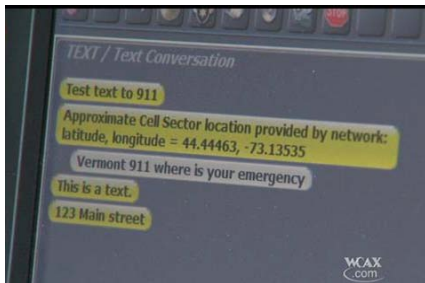 STOP
TEXT / Text Conversation
Test text to 911
Approximate Cell Sector location provided by network:
latitude, longitude = 44.44463, -73.13535
Vermont 911 where is your emergency
This is a text.
123 Main street
WCAX
.com